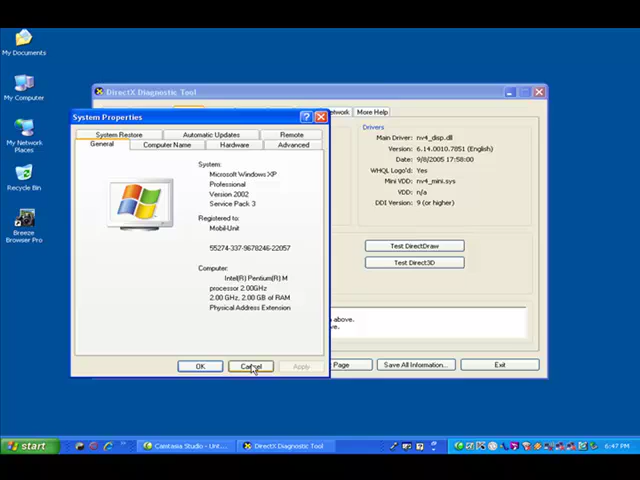 My Documents
My Computer
My Network
Places
Recycle Bin
Breeze
Browser Pro
DirectX Diagnostic Tool
More Help
System Properties
System Restore
Automatic Updates
Remote
General
Computer Name
Hardware
Advanced
System:
Microsoft Windows XP
Professional
Version 2002
Service Pack 3
Registered to:
Mobil-Unit
55274-337-9678246-22057
Computer:
Intel(R) Pentium(R) M
processor 2.00GHz
2.00 GHz, 2.00 GB of RAM
Physical Address Extension
OK
Cancel
Apply
Drivers
Main Driver: nv4_disp.dll
Version: 6.14.0010.7851 (English)
Date: 9/8/2005 17:58:00
WHQL Logo'd: Yes
Mini VDD: nv4_mini.sys
VDD: n/a
DDI Version: 9 (or higher)
Test DirectDraw
Test Direct3D
above.
Page
Save All Information...
Exit
start
Camtasia Studio - Unt...
DirectX Diagnostic Tool
6:47 PM